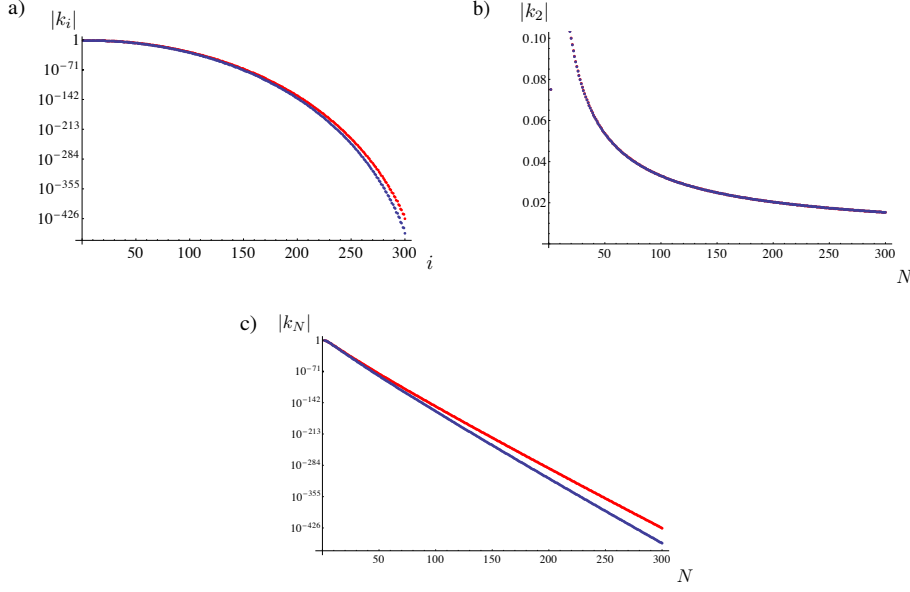 a)
|k_i|
1
10^{-71}
10^{-142}
10^{-213}
10^{-284}
10^{-355}
10^{-426}
50 100 150 200 250 300
i
b)
|k_2|
0.10
0.08
0.06
0.04
0.02
50 100 150 200 250 300
N
c)
|k_N|
1
10^{-71}
10^{-142}
10^{-213}
10^{-284}
10^{-355}
10^{-426}
50 100 150 200 250 300
N